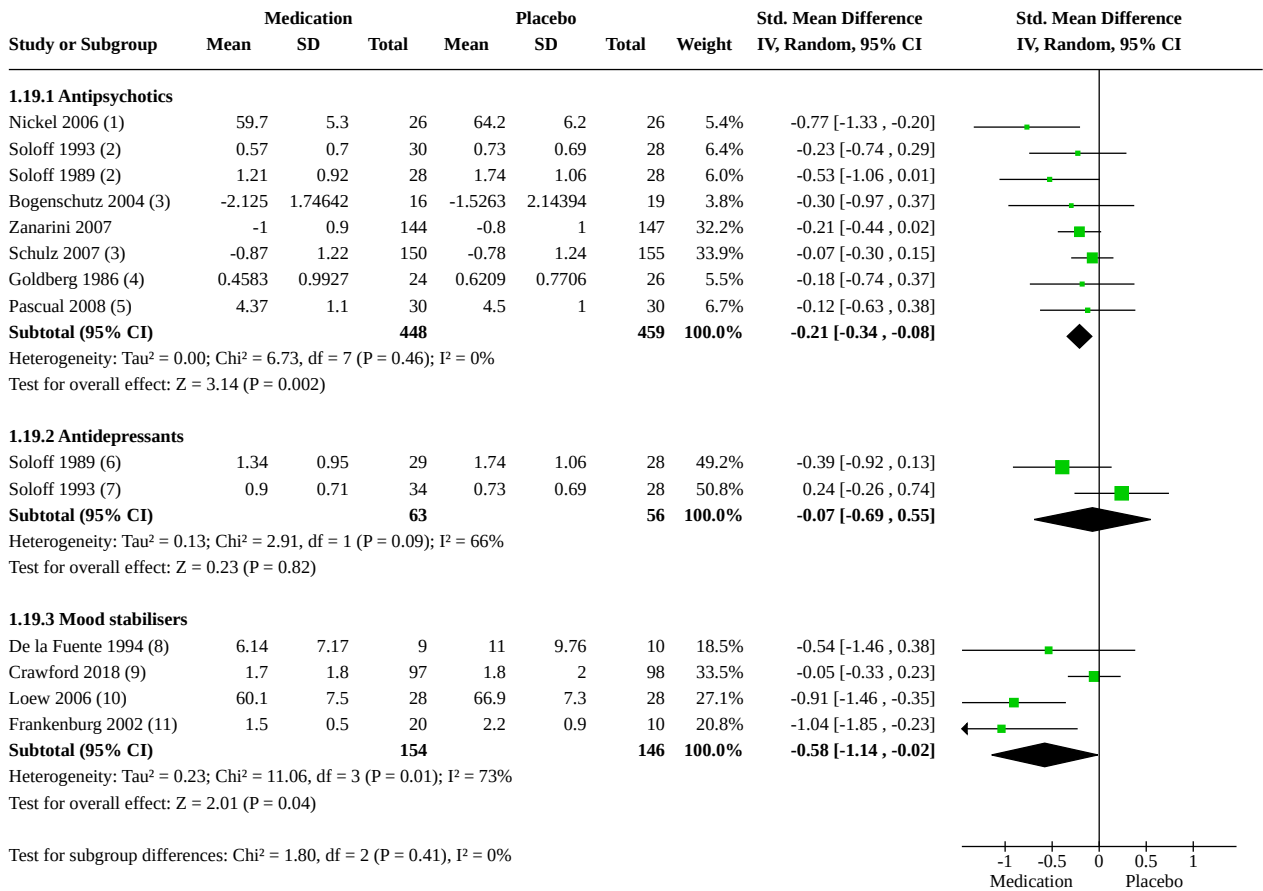 Medication Placebo Std. Mean Difference Std. Mean Difference
Study or Subgroup Mean SD Total Mean SD Total Weight IV, Random, 95% CI IV, Random, 95% CI
1.19.1 Antipsychotics
Nickel 2006 (1) 59.7 5.3 26 64.2 6.2 26 5.4% -0.77 [-1.33 , -0.20]
Soloff 1993 (2) 0.57 0.7 30 0.73 0.69 28 6.4% -0.23 [-0.74 , 0.29]
Soloff 1989 (2) 1.21 0.92 28 1.74 1.06 28 6.0% -0.53 [-1.06 , 0.01]
Bogenschutz 2004 (3) -2.125 1.74642 16 -1.5263 2.14394 19 3.8% -0.30 [-0.97 , 0.37]
Zanarini 2007 -1 0.9 144 -0.8 1 147 32.2% -0.21 [-0.44 , 0.02]
Schulz 2007 (3) -0.87 1.22 150 -0.78 1.24 155 33.9% -0.07 [-0.30 , 0.15]
Goldberg 1986 (4) 0.4583 0.9927 24 0.6209 0.7706 26 5.5% -0.18 [-0.74 , 0.37]
Pascual 2008 (5) 4.37 1.1 30 4.5 1 30 6.7% -0.12 [-0.63 , 0.38]
Subtotal (95% CI) 448 459 100.0% -0.21 [-0.34 , -0.08]
Heterogeneity: Tau² = 0.00; Chi² = 6.73, df = 7 (P = 0.46); I² = 0%
Test for overall effect: Z = 3.14 (P = 0.002)
1.19.2 Antidepressants
Soloff 1989 (6) 1.34 0.95 29 1.74 1.06 28 49.2% -0.39 [-0.92 , 0.13]
Soloff 1993 (7) 0.9 0.71 34 0.73 0.69 28 50.8% 0.24 [-0.26 , 0.74]
Subtotal (95% CI) 63 56 100.0% -0.07 [-0.69 , 0.55]
Heterogeneity: Tau² = 0.13; Chi² = 2.91, df = 1 (P = 0.09); I² = 66%
Test for overall effect: Z = 0.23 (P = 0.82)
1.19.3 Mood stabilisers
De la Fuente 1994 (8) 6.14 7.17 9 11 9.76 10 18.5% -0.54 [-1.46 , 0.38]
Crawford 2018 (9) 1.7 1.8 97 1.8 2 98 33.5% -0.05 [-0.33 , 0.23]
Loew 2006 (10) 60.1 7.5 28 66.9 7.3 28 27.1% -0.91 [-1.46 , -0.35]
Frankenburg 2002 (11) 1.5 0.5 20 2.2 0.9 10 20.8% -1.04 [-1.85 , -0.23]
Subtotal (95% CI) 154 146 100.0% -0.58 [-1.14 , -0.02]
Heterogeneity: Tau² = 0.23; Chi² = 11.06, df = 3 (P = 0.01); I² = 73%
Test for overall effect: Z = 2.01 (P = 0.04)
Test for subgroup differences: Chi² = 1.80, df = 2 (P = 0.41), I² = 0%
-1 -0.5 0 0.5 1
Medication Placebo